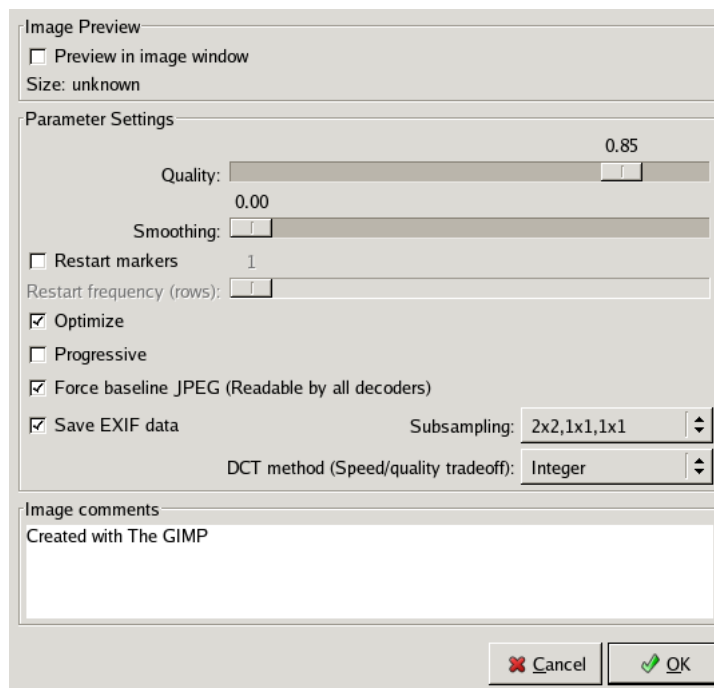 Image Preview
Preview in image window
Size: unknown
Parameter Settings
0.85
Quality:
0.00
Smoothing:
Restart markers
1
Restart frequency (rows):
Optimize
Progressive
Force baseline JPEG (Readable by all decoders)
Save EXIF data
Subsampling: 2x2,1x1,1x1
DCT method (Speed/quality tradeoff): Integer
Image comments
Created with The GIMP
Cancel
OK